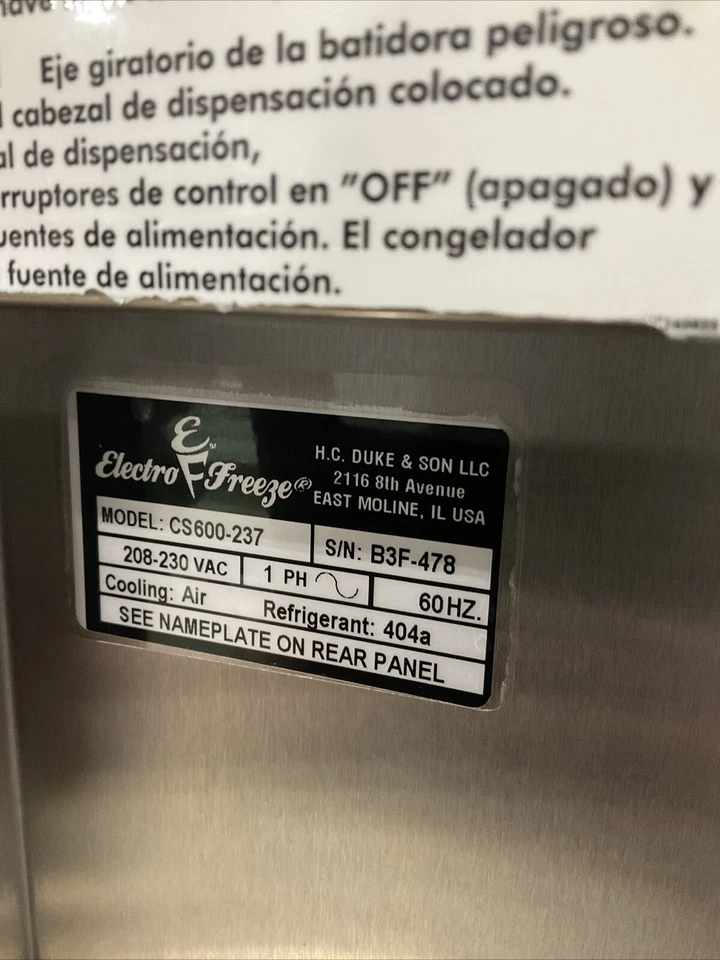 Eje giratorio de la batidora peligroso.
cabezal de dispensación colocado.
al de dispensación,
rruptores de control en "OFF" (apagado) y
uentes de alimentación. El congelador
fuente de alimentación.
Electro Freeze®
H.C. DUKE & SON LLC
2116 8th Avenue
EAST MOLINE, IL USA
MODEL: CS600-237
S/N: B3F-478
208-230 VAC
1 PH
60HZ.
Cooling: Air
Refrigerant: 404a
SEE NAMEPLATE ON REAR PANEL